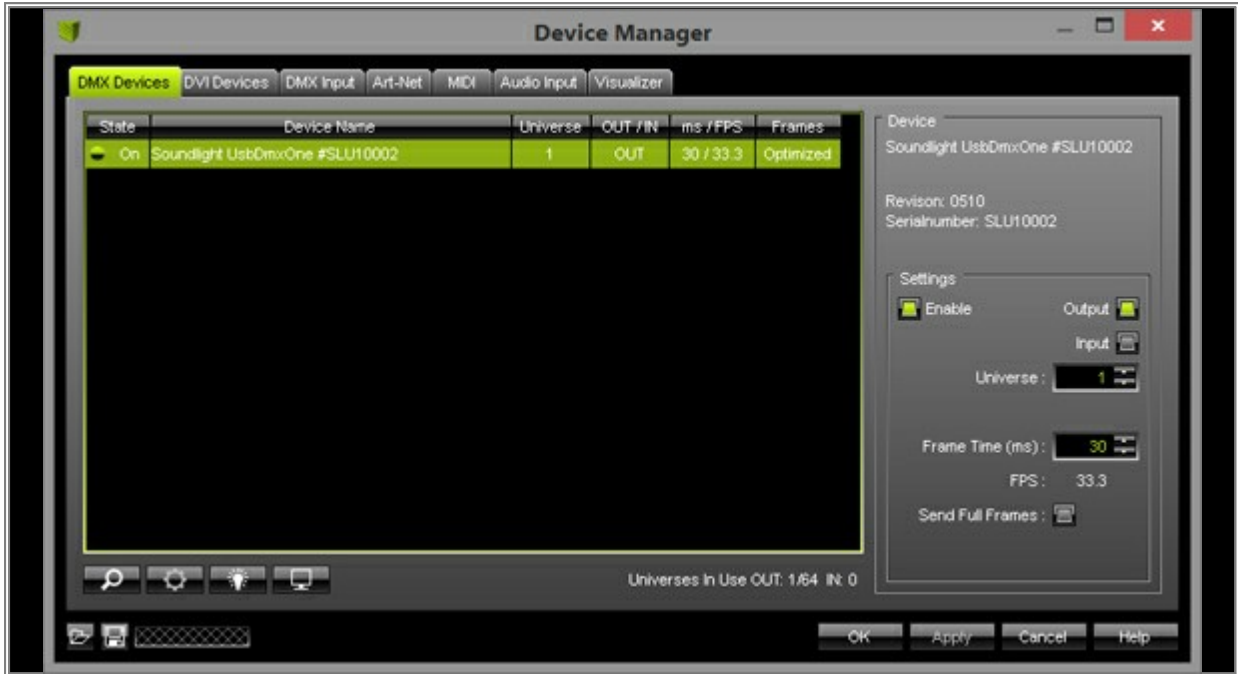 Device Manager
DMX Devices DVI Devices DMX Input Art-Net MIDI Audio Input Visualizer
State Device Name Universe OUT / IN ms / FPS Frames
On Soundlight UsbDmxOne #SLU10002 1 OUT 30 / 33.3 Optimized
Device
Soundlight UsbDmxOne #SLU10002
Revison: 0510
Serialnumber: SLU10002
Settings
Enable Output
Input
Universe : 1
Frame Time (ms) : 30
FPS : 33.3
Send Full Frames :
Universes In Use OUT: 1/64 IN: 0
OK Apply Cancel Help